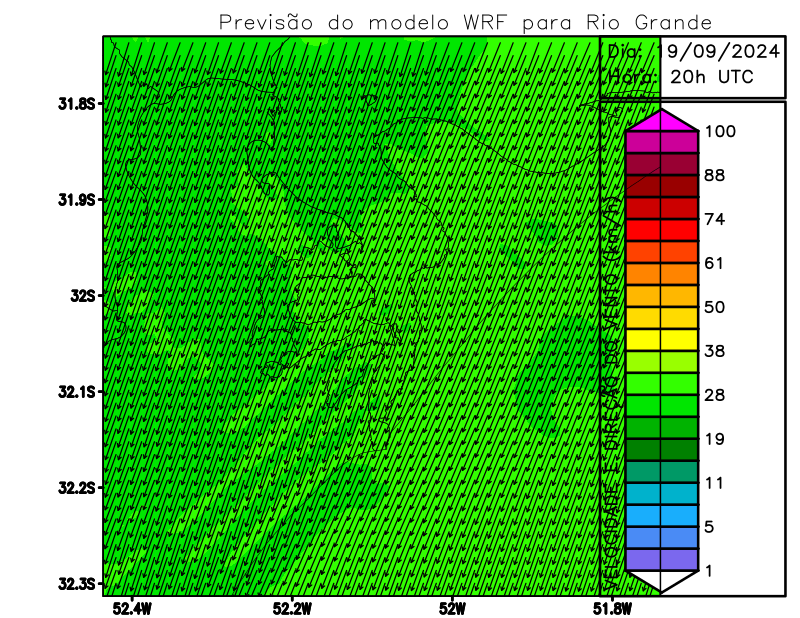 Previsão do modelo WRF para Rio Grande
Dia: 19/09/2024
Hora: 20h UTC
31.8S
31.9S
32S
32.1S
32.2S
32.3S
52.4W
52.2W
52W
51.8W
VELOCIDADE E DIREÇÃO DO VENTO (km/h)
100
88
74
61
50
38
28
19
11
5
1